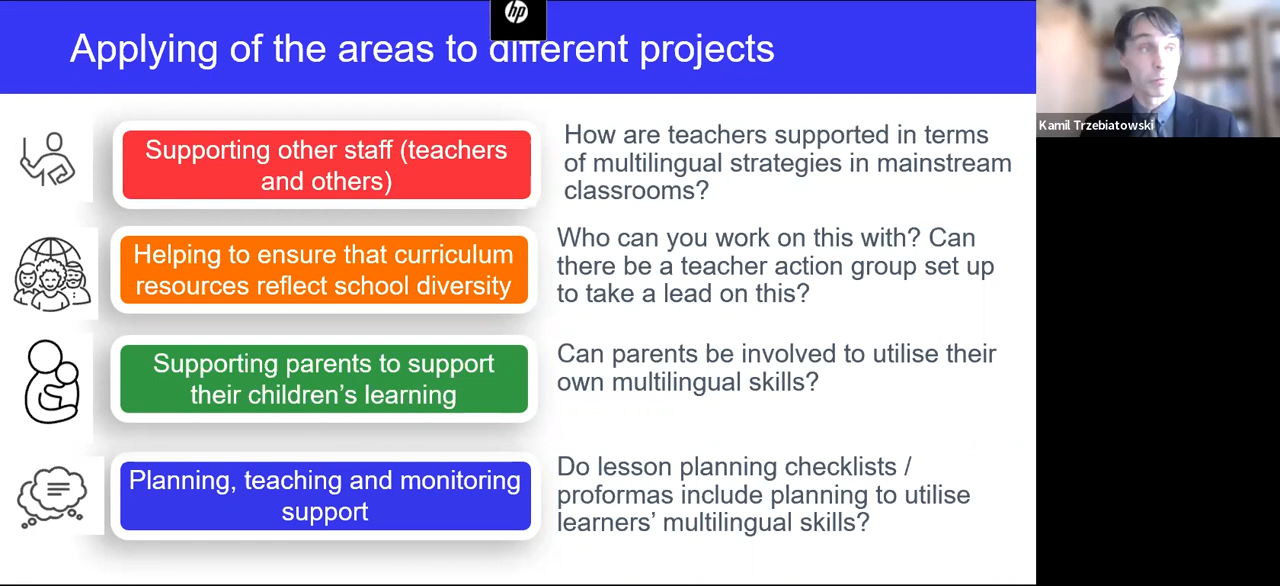 hp
Applying of the areas to different projects
Kamil Trzebiatowski
Supporting other staff (teachers
and others)
How are teachers supported in terms
of multilingual strategies in mainstream
classrooms?
Helping to ensure that curriculum
resources reflect school diversity
Who can you work on this with? Can
there be a teacher action group set up
to take a lead on this?
Supporting parents to support
their children’s learning
Can parents be involved to utilise their
own multilingual skills?
Planning, teaching and monitoring
support
Do lesson planning checklists /
proformas include planning to utilise
learners’ multilingual skills?